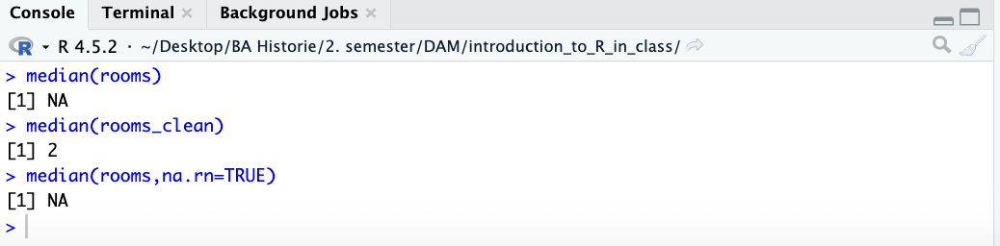 Console Terminal × Background Jobs ×
R R 4.5.2 · ~/Desktop/BA Historie/2. semester/DAM/introduction_to_R_in_class/
> median(rooms)
[1] NA
> median(rooms_clean)
[1] 2
> median(rooms,na.rn=TRUE)
[1] NA
>